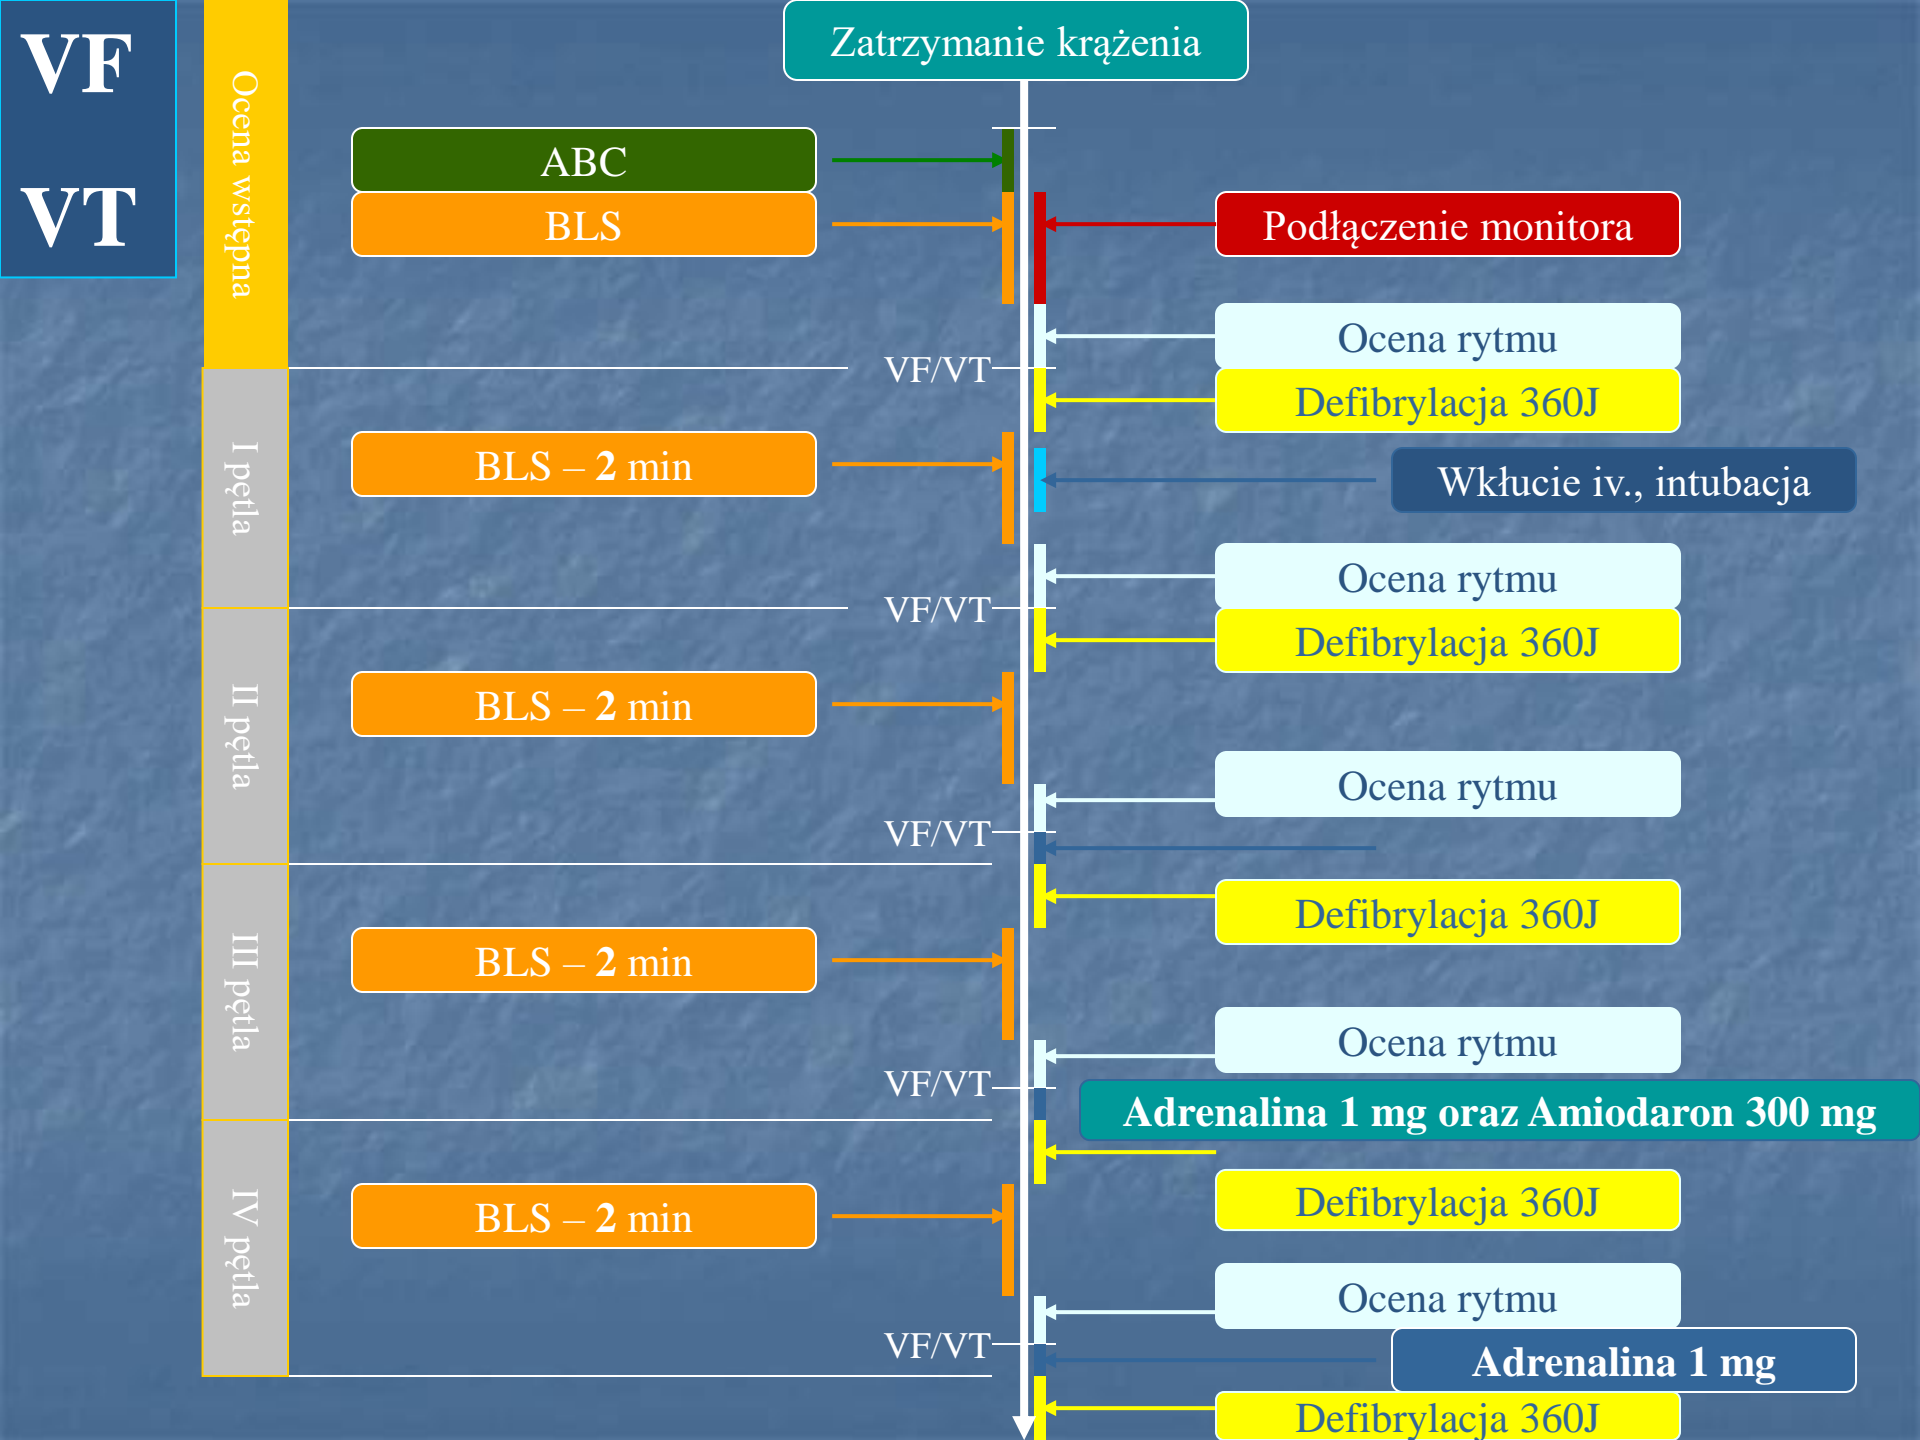 VF
VT
Zatrzymanie krążenia
Ocena wstępna
ABC
BLS
Podłączenie monitora
Ocena rytmu
VF/VT
Defibrylacja 360J
I pętla
BLS – 2 min
Wkłucie iv., intubacja
Ocena rytmu
VF/VT
Defibrylacja 360J
II pętla
BLS – 2 min
Ocena rytmu
VF/VT
Defibrylacja 360J
III pętla
BLS – 2 min
Ocena rytmu
VF/VT
Adrenalina 1 mg oraz Amiodaron 300 mg
Defibrylacja 360J
IV pętla
BLS – 2 min
Ocena rytmu
VF/VT
Adrenalina 1 mg
Defibrylacja 360J